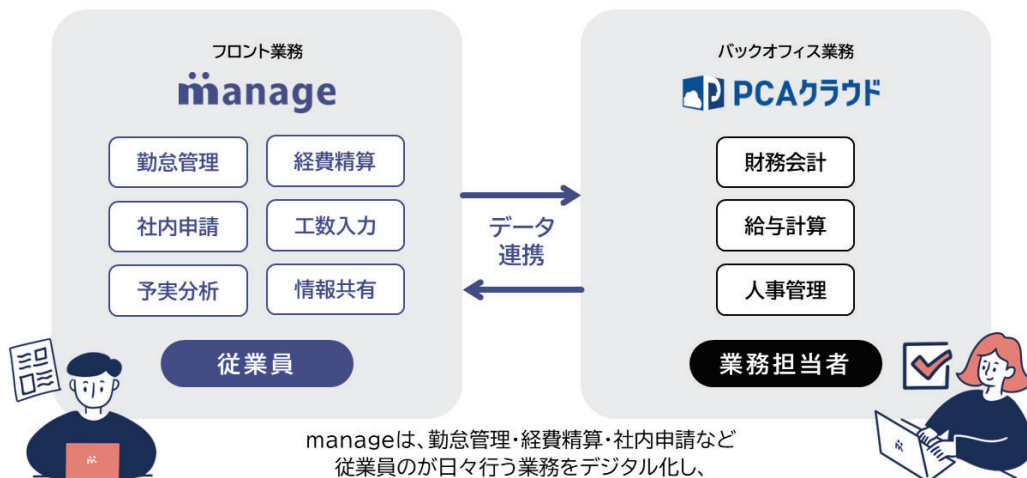 フロント業務
manage
勤怠管理
経費精算
社内申請
工数入力
予実分析
情報共有
従業員
データ
連携
バックオフィス業務
PCAクラウド
財務会計
給与計算
人事管理
業務担当者
manageは、勤怠管理・経費精算・社内申請など
従業員のが日々行う業務をデジタル化し、